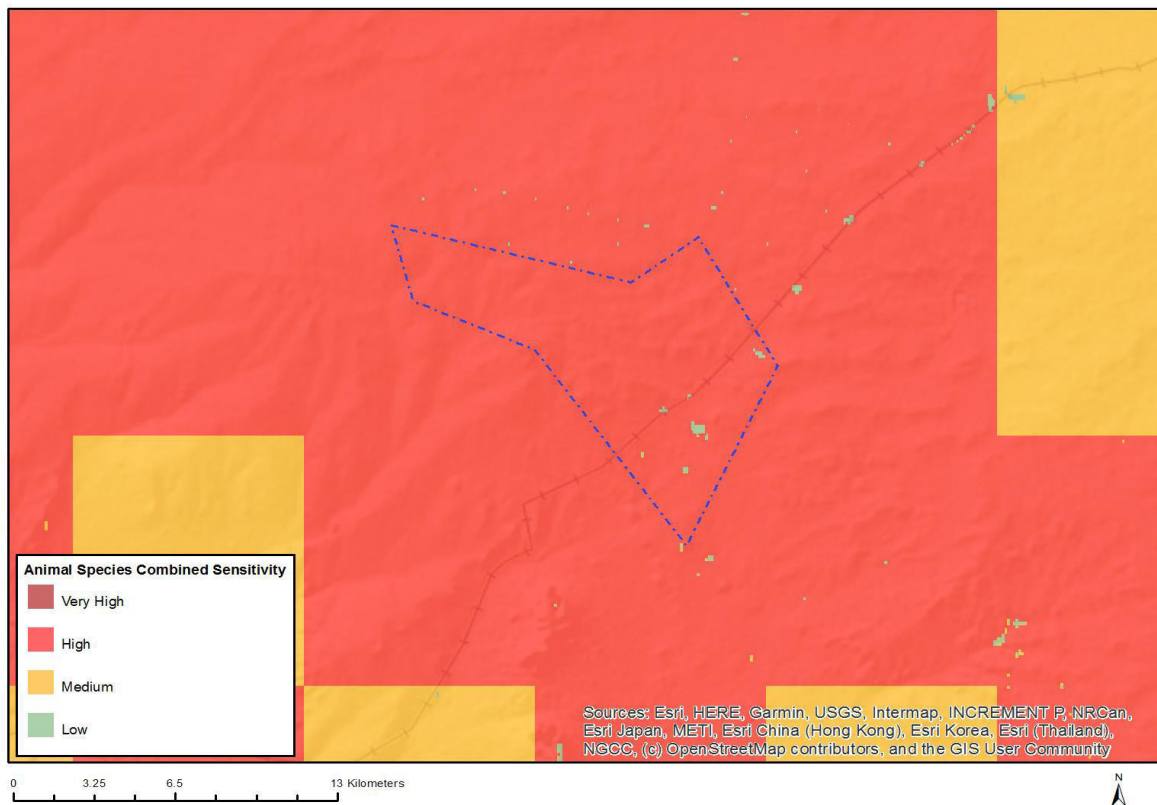 Animal Species Combined Sensitivity
Very High
High
Medium
Low
Sources: Esri, HERE, Garmin, USGS, Intermap, INCREMENT P, NRCan,
Esri Japan, METI, Esri China (Hong Kong), Esri Korea, Esri (Thailand),
NGCC, (c) OpenStreetMap contributors, and the GIS User Community
0 3.25 6.5 13 Kilometers
N